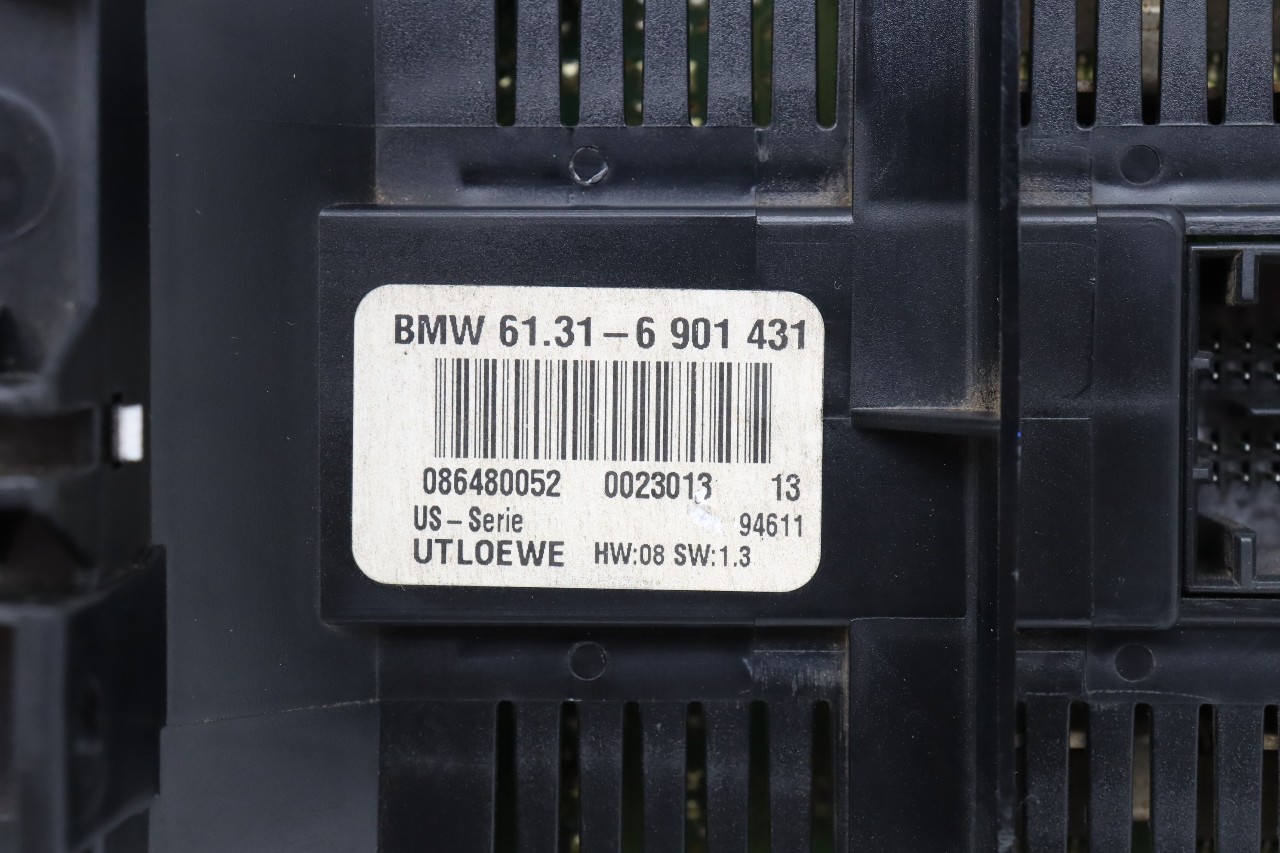 BMW 61.31-6 901 431
086480052 0023013 13
US-Serie 94611
UTLOEWE HW:08 SW:1.3